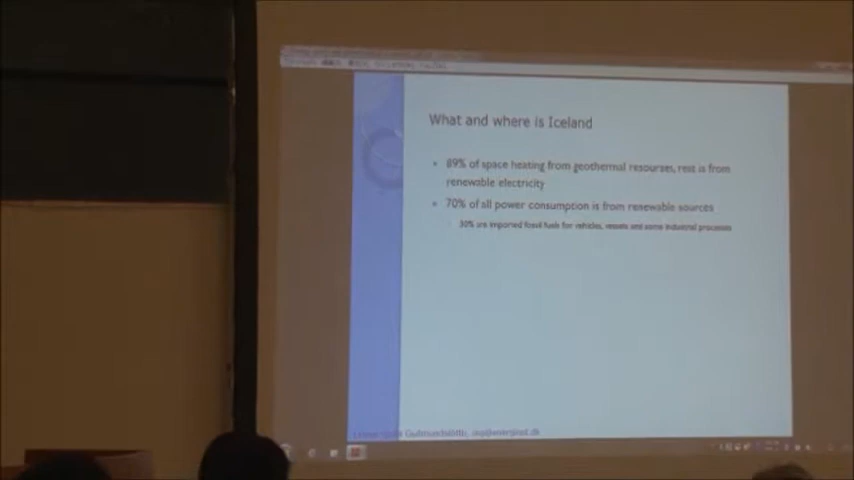 What and where is Iceland
89% of space heating from geothermal resourses, rest is from
renewable electricity
70% of all power consumption is from renewable sources
30% are imported fossil fuels for vehicles, vessels and some industrial processes